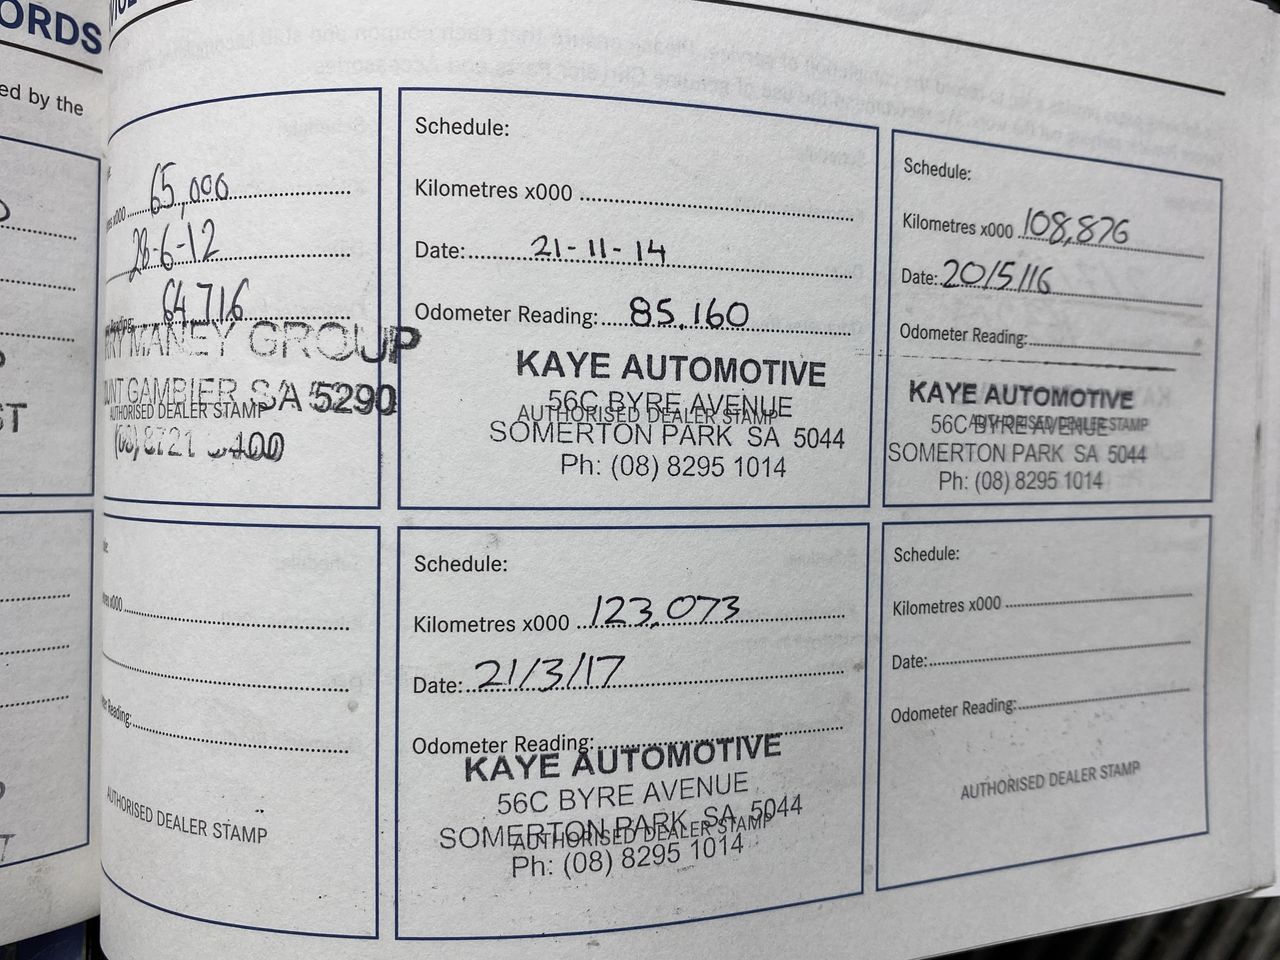 ORDS
ed by the
ST
65,000
28-6-12
64716
RRY MANEY GROUP
UNT GAMBIER SA 5290
AUTHORISED DEALER STAMP
(08) 8721
Schedule:
Kilometres x000
Date: 21-11-14
Odometer Reading: 85,160
KAYE AUTOMOTIVE
56C BYRE AVENUE
AUTHORISED DEALER STAMP
SOMERTON PARK SA 5044
Ph: (08) 8295 1014
Schedule:
Kilometres x000 108,876
Date: 20/5/16
Odometer Reading:
KAYE AUTOMOTIVE
56C BYRE AVENUE
AUTHORISED DEALER STAMP
SOMERTON PARK SA 5044
Ph: (08) 8295 1014
Reading:
AUTHORISED DEALER STAMP
Schedule:
Kilometres x000 123,073
Date: 21/3/17
Odometer Reading:
KAYE AUTOMOTIVE
56C BYRE AVENUE
SOMERTON PARK SA 5044
AUTHORISED DEALER STAMP
Ph: (08) 8295 1014
Schedule:
Kilometres x000
Date:
Odometer Reading:
AUTHORISED DEALER STAMP